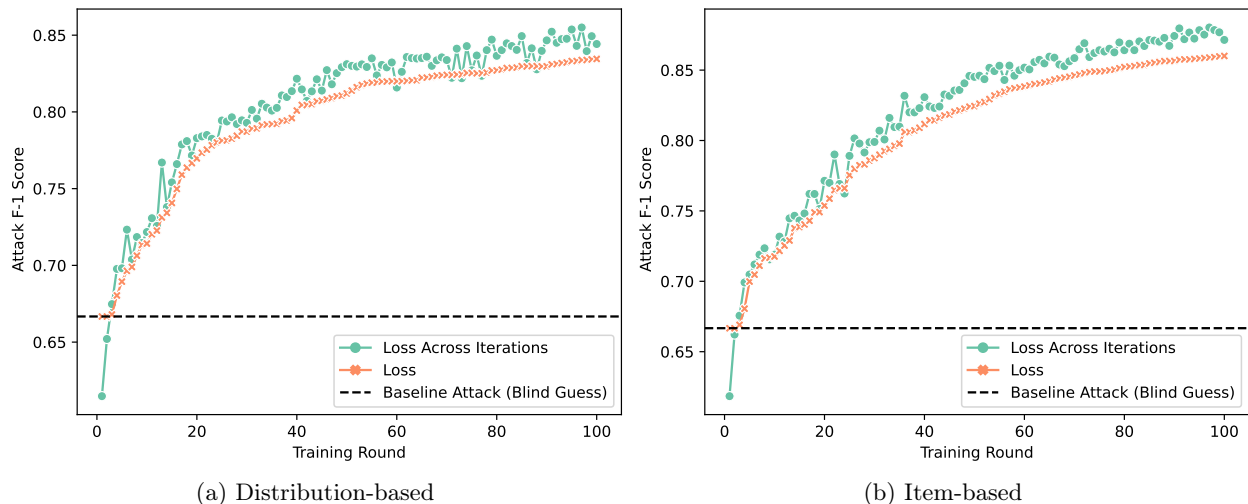 Attack F-1 Score
0.85
0.80
0.75
0.70
0.65
0 20 40 60 80 100
Training Round
Loss Across Iterations
Loss
Baseline Attack (Blind Guess)
(a) Distribution-based
Attack F-1 Score
0.85
0.80
0.75
0.70
0.65
0 20 40 60 80 100
Training Round
Loss Across Iterations
Loss
Baseline Attack (Blind Guess)
(b) Item-based